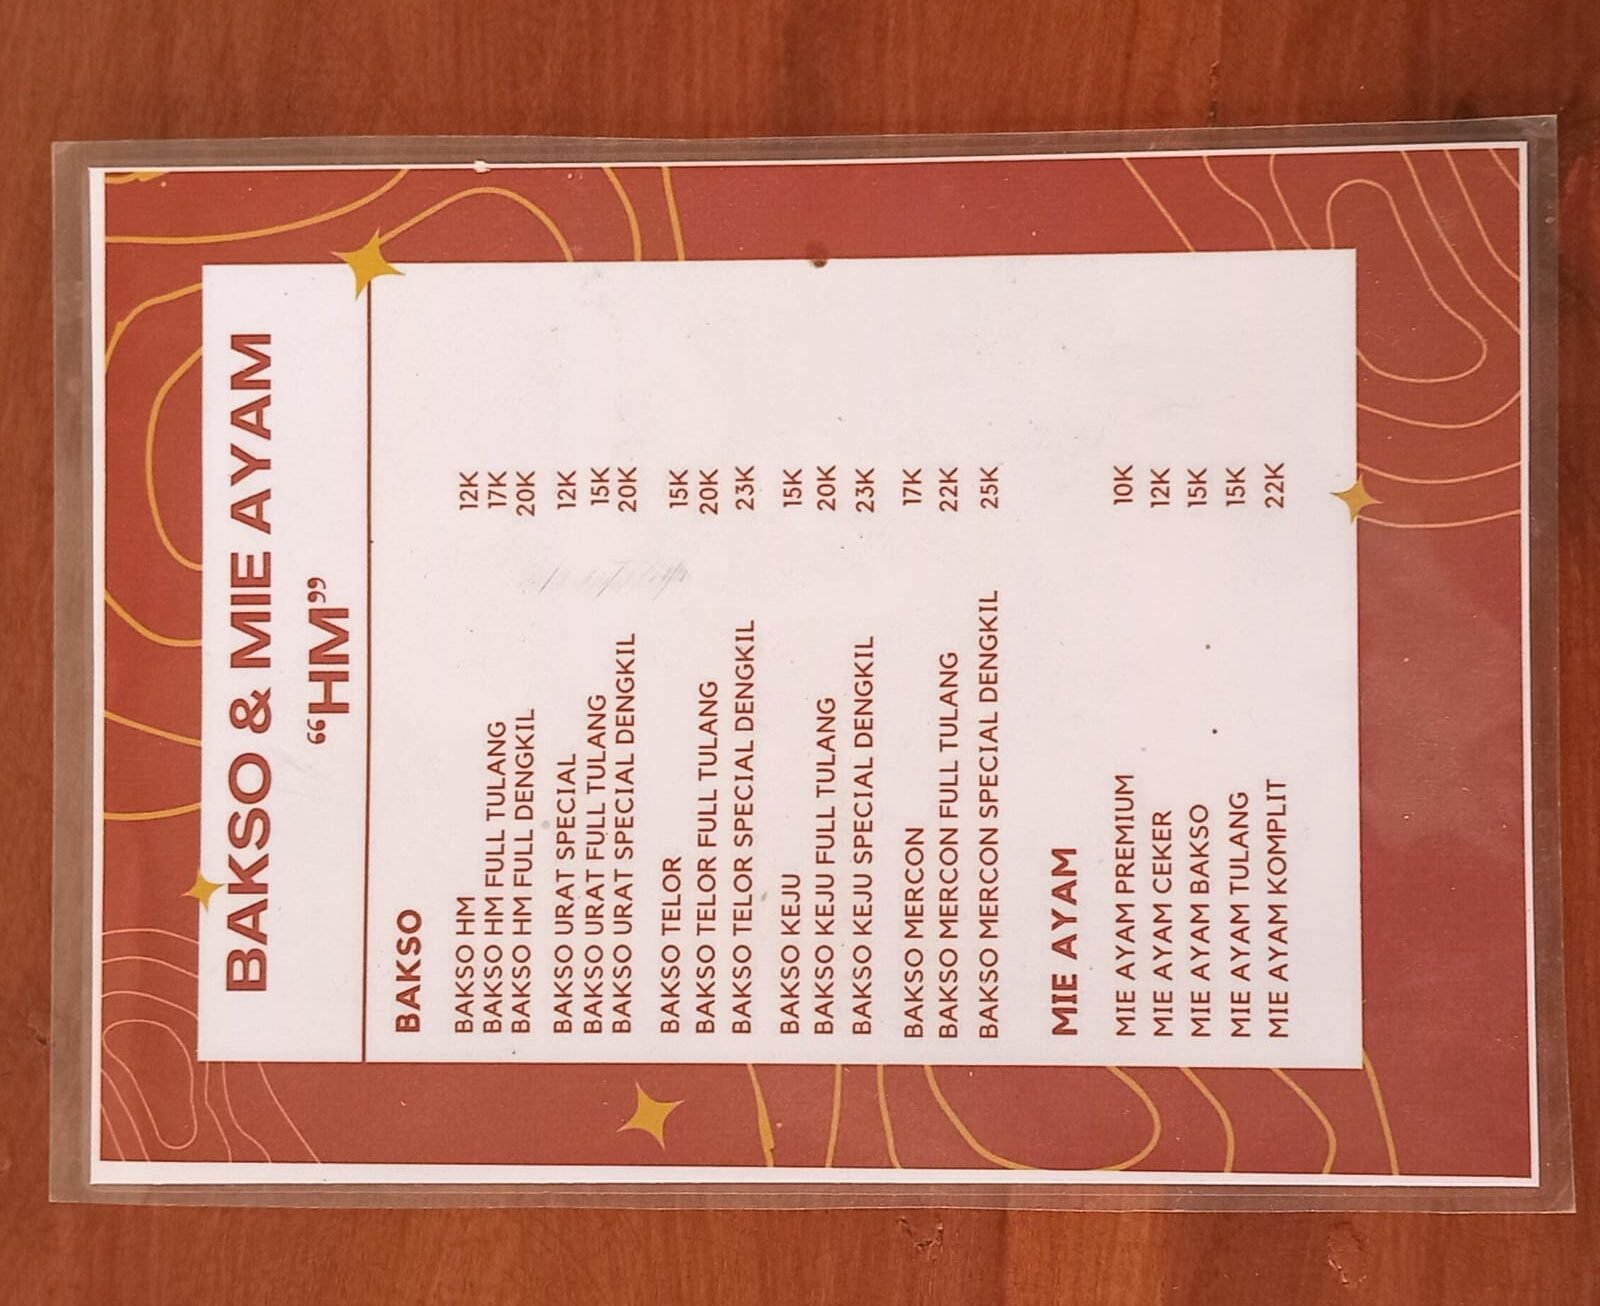 BAKSO & MIE AYAM
“HM”
BAKSO
BAKSO HM 12K
BAKSO HM FULL TULANG 17K
BAKSO HM FULL DENGKIL 20K
BAKSO URAT SPECIAL 12K
BAKSO URAT FULL TULANG 15K
BAKSO URAT SPECIAL DENGKIL 20K
BAKSO TELOR 15K
BAKSO TELOR FULL TULANG 20K
BAKSO TELOR SPECIAL DENGKIL 23K
BAKSO KEJU 15K
BAKSO KEJU FULL TULANG 20K
BAKSO KEJU SPECIAL DENGKIL 23K
BAKSO MERCON 17K
BAKSO MERCON FULL TULANG 22K
BAKSO MERCON SPECIAL DENGKIL 25K
MIE AYAM
MIE AYAM PREMIUM 10K
MIE AYAM CEKER 12K
MIE AYAM BAKSO 15K
MIE AYAM TULANG 15K
MIE AYAM KOMPLIT 22K